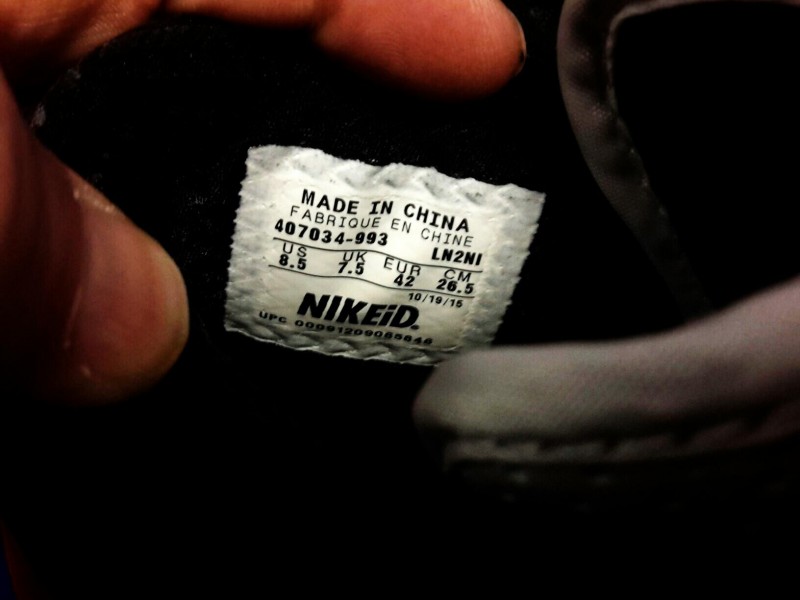 MADE IN CHINA
FABRIQUE EN CHINE
407034-993 LN2NI
US UK EUR CM
8.5 7.5 42 26.5
10/19/15
NIKEiD.
UPC